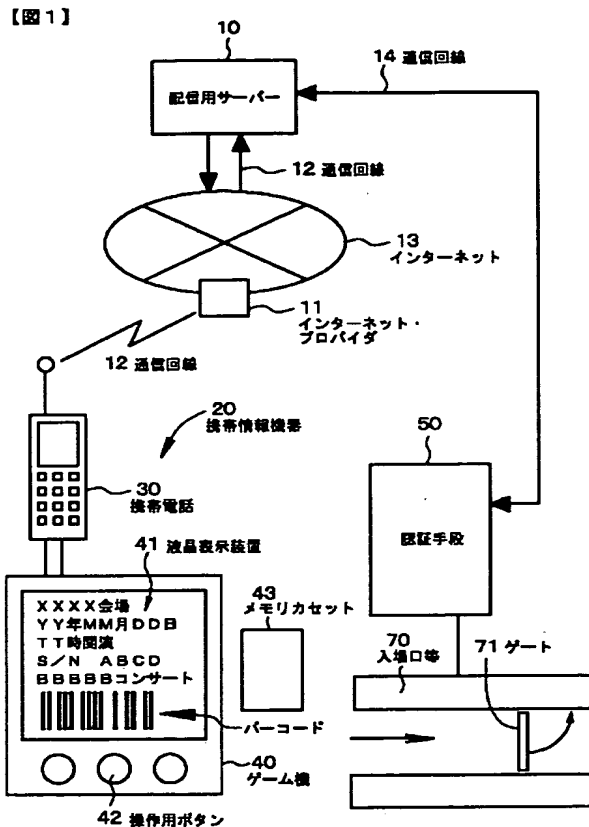 【図1】
10
配信用サーバー
14 通信回線
12 通信回線
13
インターネット
11
インターネット・
プロバイダ
12 通信回線
20
携帯情報機器
30
携帯電話
50
認証手段
41 液晶表示装置
XXXX会場
YY年MM月DD日
TT時開演
S/N ABCD
BBBBBコンサート
バーコード
43
メモリカセット
70
入場口等
71 ゲート
40
ゲーム機
42 操作用ボタン